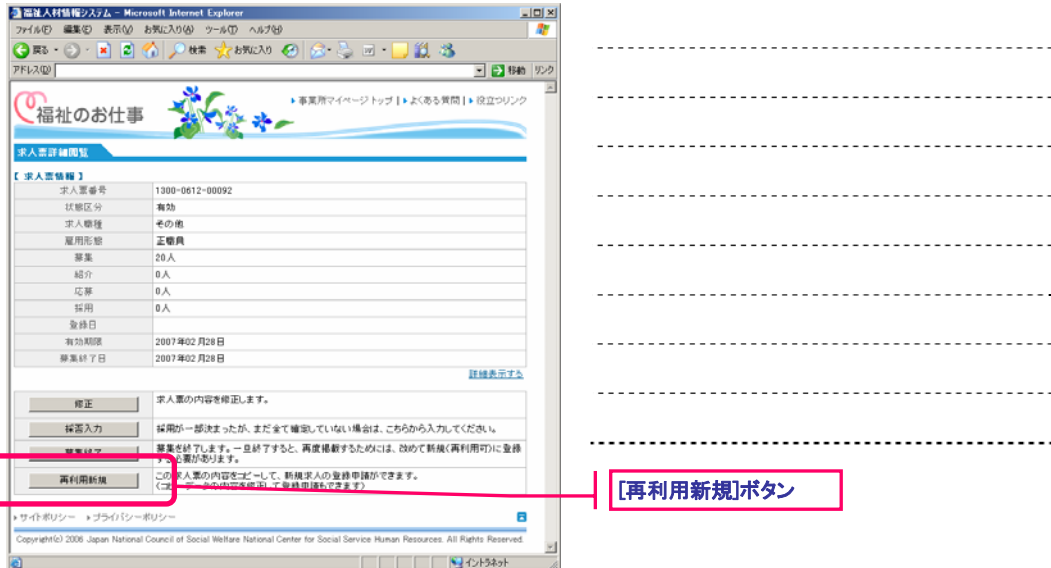 福祉人材情報システム - Microsoft Internet Explorer
ファイル(F) 編集(E) 表示(V) お気に入り(A) ツール(T) ヘルプ(H)
戻る 検索 お気に入り
アドレス(D) 移動 リンク
福祉のお仕事
事業所マイページトップ | よくある質問 | 役立つリンク
求人票詳細閲覧
【 求人票情報 】
求人票番号 1300-0612-00092
状態区分 有効
求人職種 その他
雇用形態 正職員
募集 20人
紹介 0人
応募 0人
採用 0人
登録日
有効期限 2007年02月28日
募集終了日 2007年02月28日
詳細表示する
修正 求人票の内容を修正します。
採否入力 採用が一部決まったが、まだ全て確定していない場合は、こちらから入力してください。
募集終了 募集を終了します。一旦終了すると、再度掲載するためには、改めて新規(再利用可)に登録
する必要があります。
再利用新規 この求人票の内容をコピーして、新規求人の登録申請ができます。
(コピーデータの内容を修正して登録申請もできます)
[再利用新規]ボタン
サイトポリシー プライバシーポリシー
Copyright(c) 2006 Japan National Council of Social Welfare National Center for Social Service Human Resources. All Rights Reserved.
イントラネット